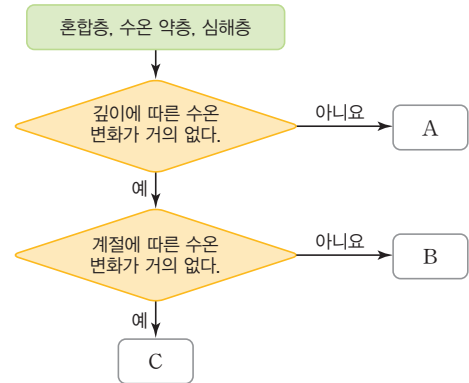 혼합층, 수온 약층, 심해층
깊이에 따른 수온
변화가 거의 없다.
아니요
A
예
계절에 따른 수온
변화가 거의 없다.
아니요
B
예
C